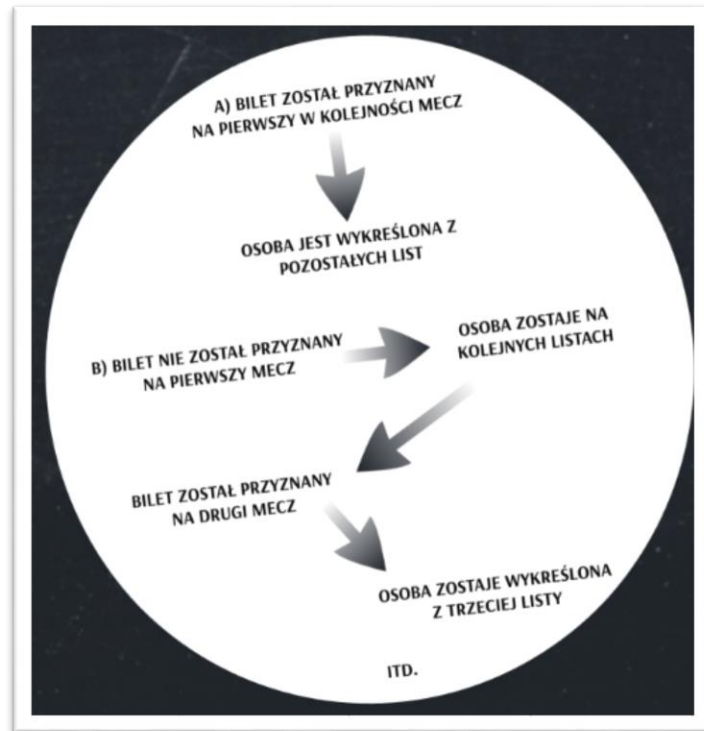 A) BILET ZOSTAŁ PRZYZNANY
NA PIERWSZY W KOLEJNOŚCI MECZ
OSOBA JEST WYKREŚLONA Z
POZOSTAŁYCH LIST
B) BILET NIE ZOSTAŁ PRZYZNANY
NA PIERWSZY MECZ
OSOBA ZOSTAJE NA
KOLEJNYCH LISTACH
BILET ZOSTAŁ PRZYZNANY
NA DRUGI MECZ
OSOBA ZOSTAJE WYKREŚLONA
Z TRZECIEJ LISTY
ITD.